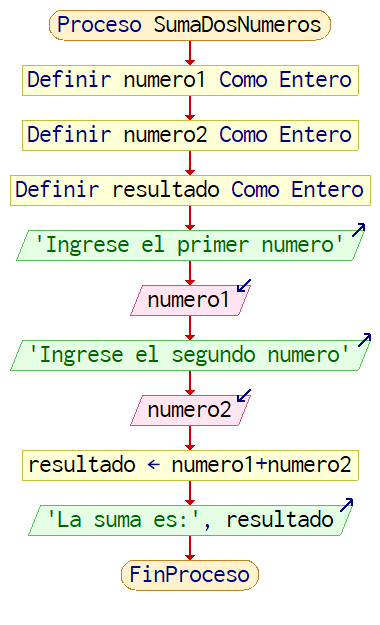 Proceso SumaDosNumeros
Definir numero1 Como Entero
Definir numero2 Como Entero
Definir resultado Como Entero
'Ingrese el primer numero'
numero1
'Ingrese el segundo numero'
numero2
resultado ← numero1+numero2
'La suma es:', resultado
FinProceso